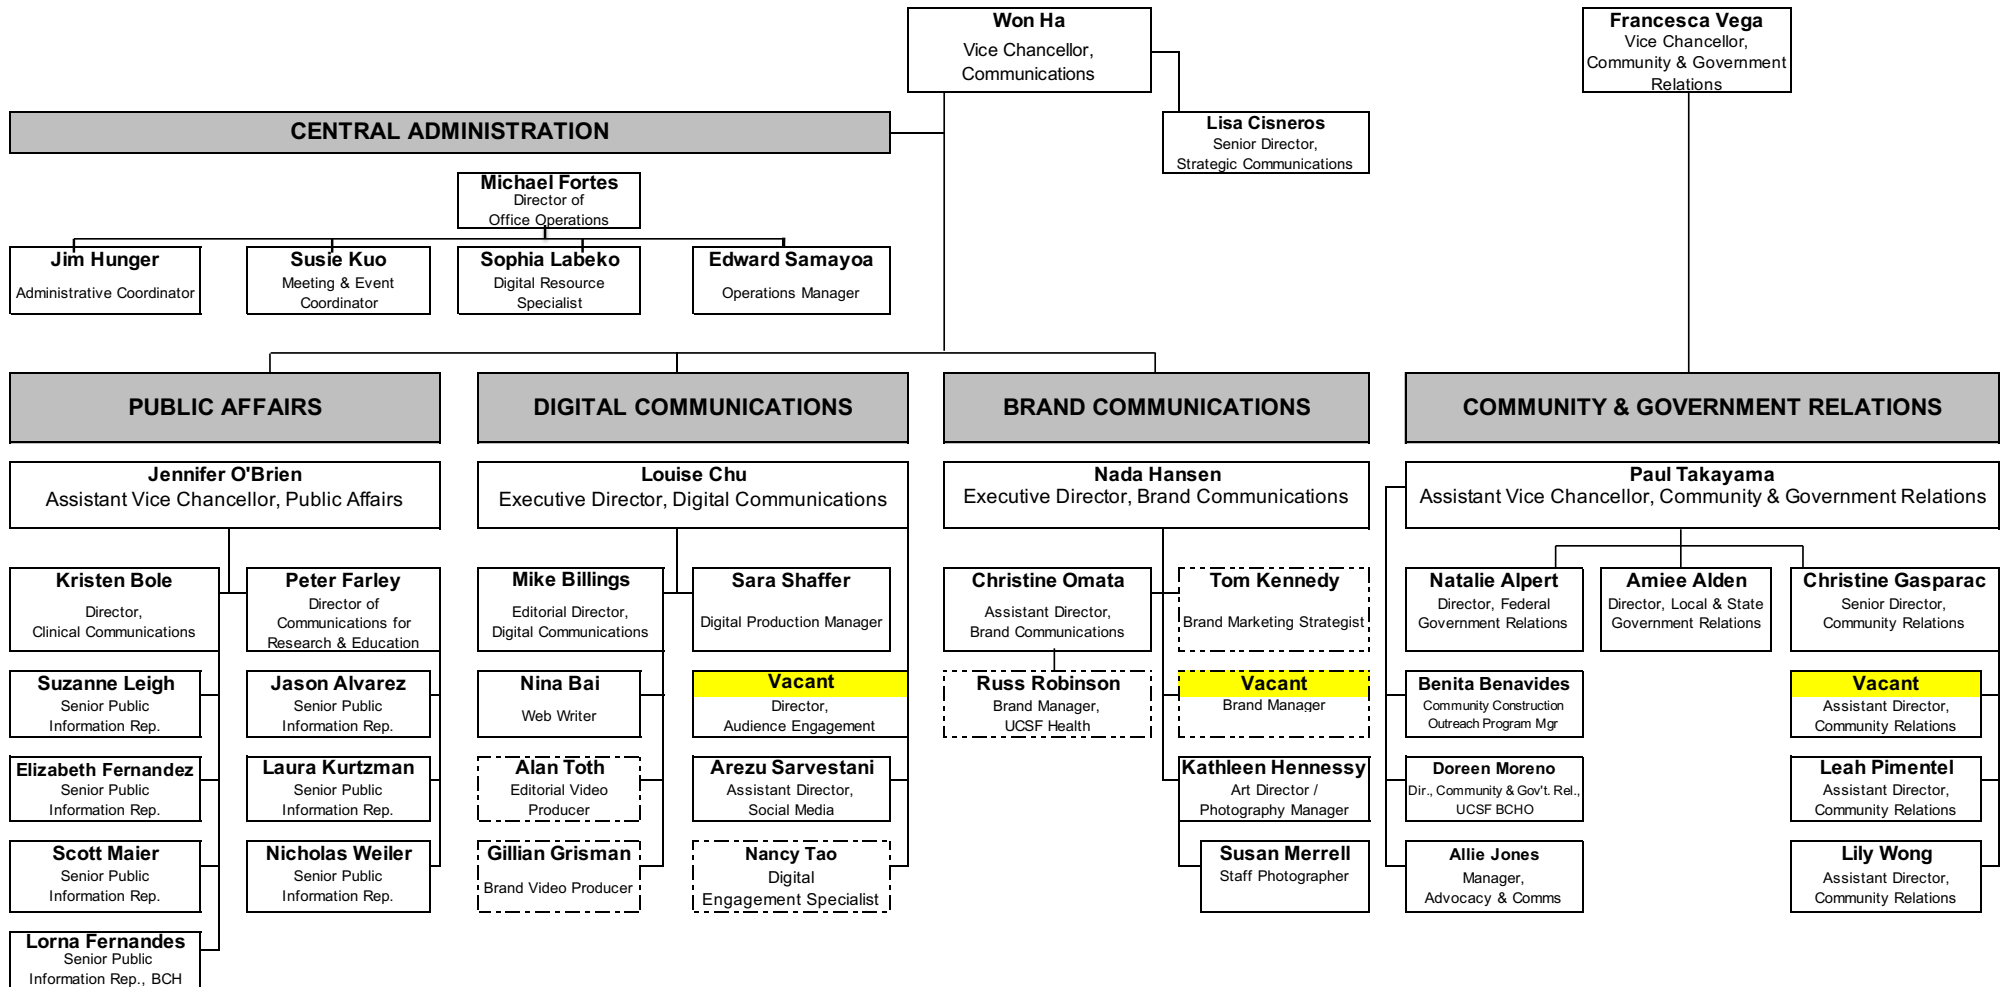 Won Ha
Vice Chancellor,
Communications
Francesca Vega
Vice Chancellor,
Community & Government
Relations
CENTRAL ADMINISTRATION
Lisa Cisneros
Senior Director,
Strategic Communications
Michael Fortes
Director of
Office Operations
Jim Hunger
Administrative Coordinator
Susie Kuo
Meeting & Event
Coordinator
Sophia Labeko
Digital Resource
Specialist
Edward Samayoa
Operations Manager
PUBLIC AFFAIRS
DIGITAL COMMUNICATIONS
BRAND COMMUNICATIONS
COMMUNITY & GOVERNMENT RELATIONS
Jennifer O'Brien
Assistant Vice Chancellor, Public Affairs
Louise Chu
Executive Director, Digital Communications
Nada Hansen
Executive Director, Brand Communications
Paul Takayama
Assistant Vice Chancellor, Community & Government Relations
Kristen Bole
Director,
Clinical Communications
Peter Farley
Director of
Communications for
Research & Education
Mike Billings
Editorial Director,
Digital Communications
Sara Shaffer
Digital Production Manager
Christine Omata
Assistant Director,
Brand Communications
Tom Kennedy
Brand Marketing Strategist
Natalie Alpert
Director, Federal
Government Relations
Amiee Alden
Director, Local & State
Government Relations
Christine Gasparac
Senior Director,
Community Relations
Suzanne Leigh
Senior Public
Information Rep.
Jason Alvarez
Senior Public
Information Rep.
Nina Bai
Web Writer
Vacant
Director,
Audience Engagement
Russ Robinson
Brand Manager,
UCSF Health
Vacant
Brand Manager
Benita Benavides
Community Construction
Outreach Program Mgr
Vacant
Assistant Director,
Community Relations
Elizabeth Fernandez
Senior Public
Information Rep.
Laura Kurtzman
Senior Public
Information Rep.
Alan Toth
Editorial Video
Producer
Arezu Sarvestani
Assistant Director,
Social Media
Kathleen Hennessy
Art Director /
Photography Manager
Doreen Moreno
Dir., Community & Gov't. Rel.,
UCSF BCHO
Leah Pimentel
Assistant Director,
Community Relations
Scott Maier
Senior Public
Information Rep.
Nicholas Weiler
Senior Public
Information Rep.
Gillian Grisman
Brand Video Producer
Nancy Tao
Digital
Engagement Specialist
Susan Merrell
Staff Photographer
Allie Jones
Manager,
Advocacy & Comms
Lily Wong
Assistant Director,
Community Relations
Lorna Fernandes
Senior Public
Information Rep., BCH